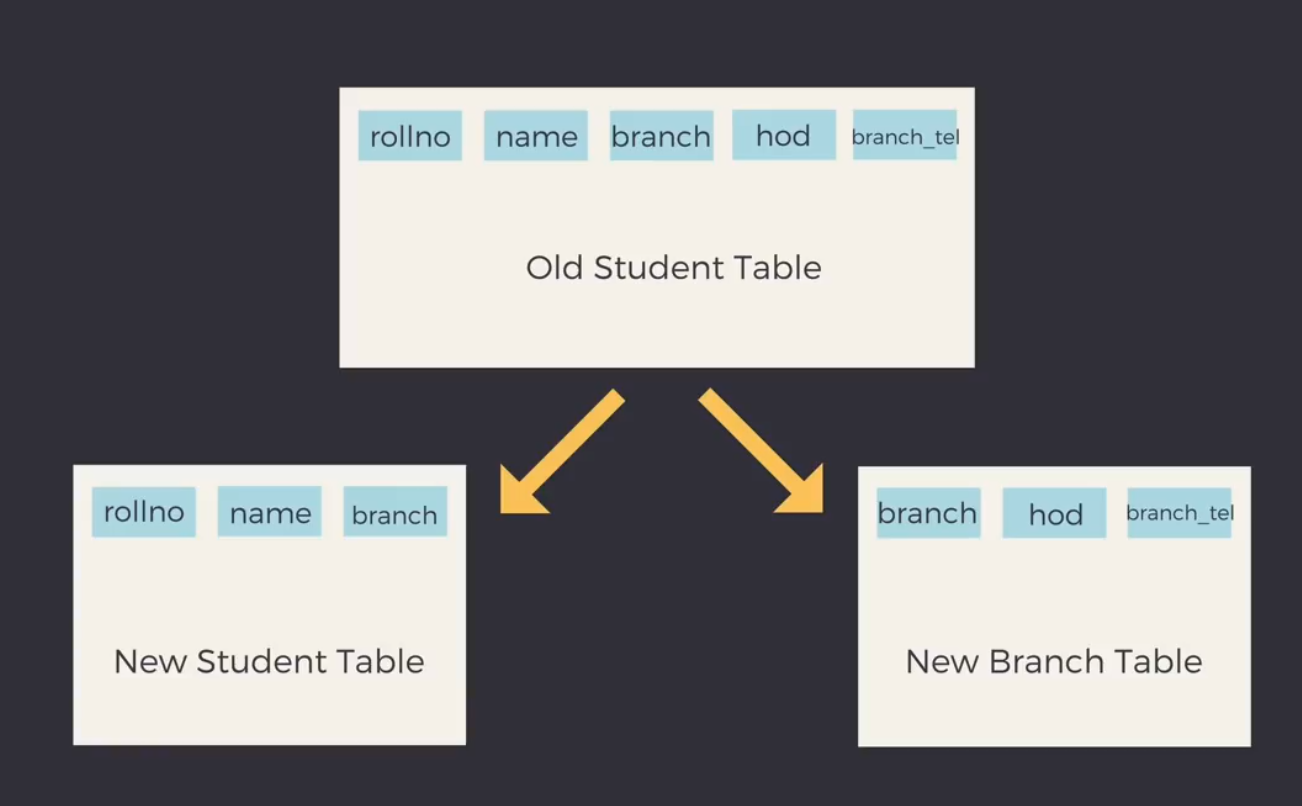 rollno name branch hod branch_tel
Old Student Table
rollno name branch
New Student Table
branch hod branch_tel
New Branch Table